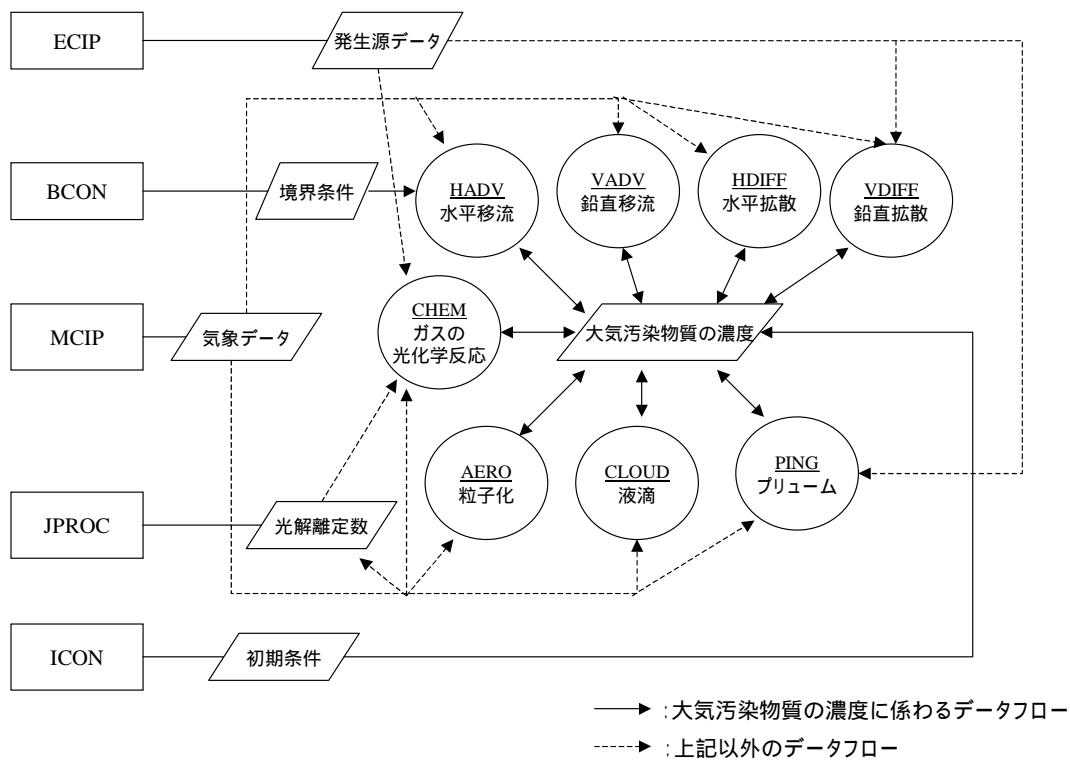 ECIP
発生源データ
BCON
境界条件
HADV
水平移流
VADV
鉛直移流
HDIFF
水平拡散
VDIFF
鉛直拡散
MCIP
気象データ
CHEM
ガスの
光化学反応
大気汚染物質の濃度
JPROC
光解離定数
AERO
粒子化
CLOUD
液滴
PING
プリューム
ICON
初期条件
:大気汚染物質の濃度に係わるデータフロー
:上記以外のデータフロー